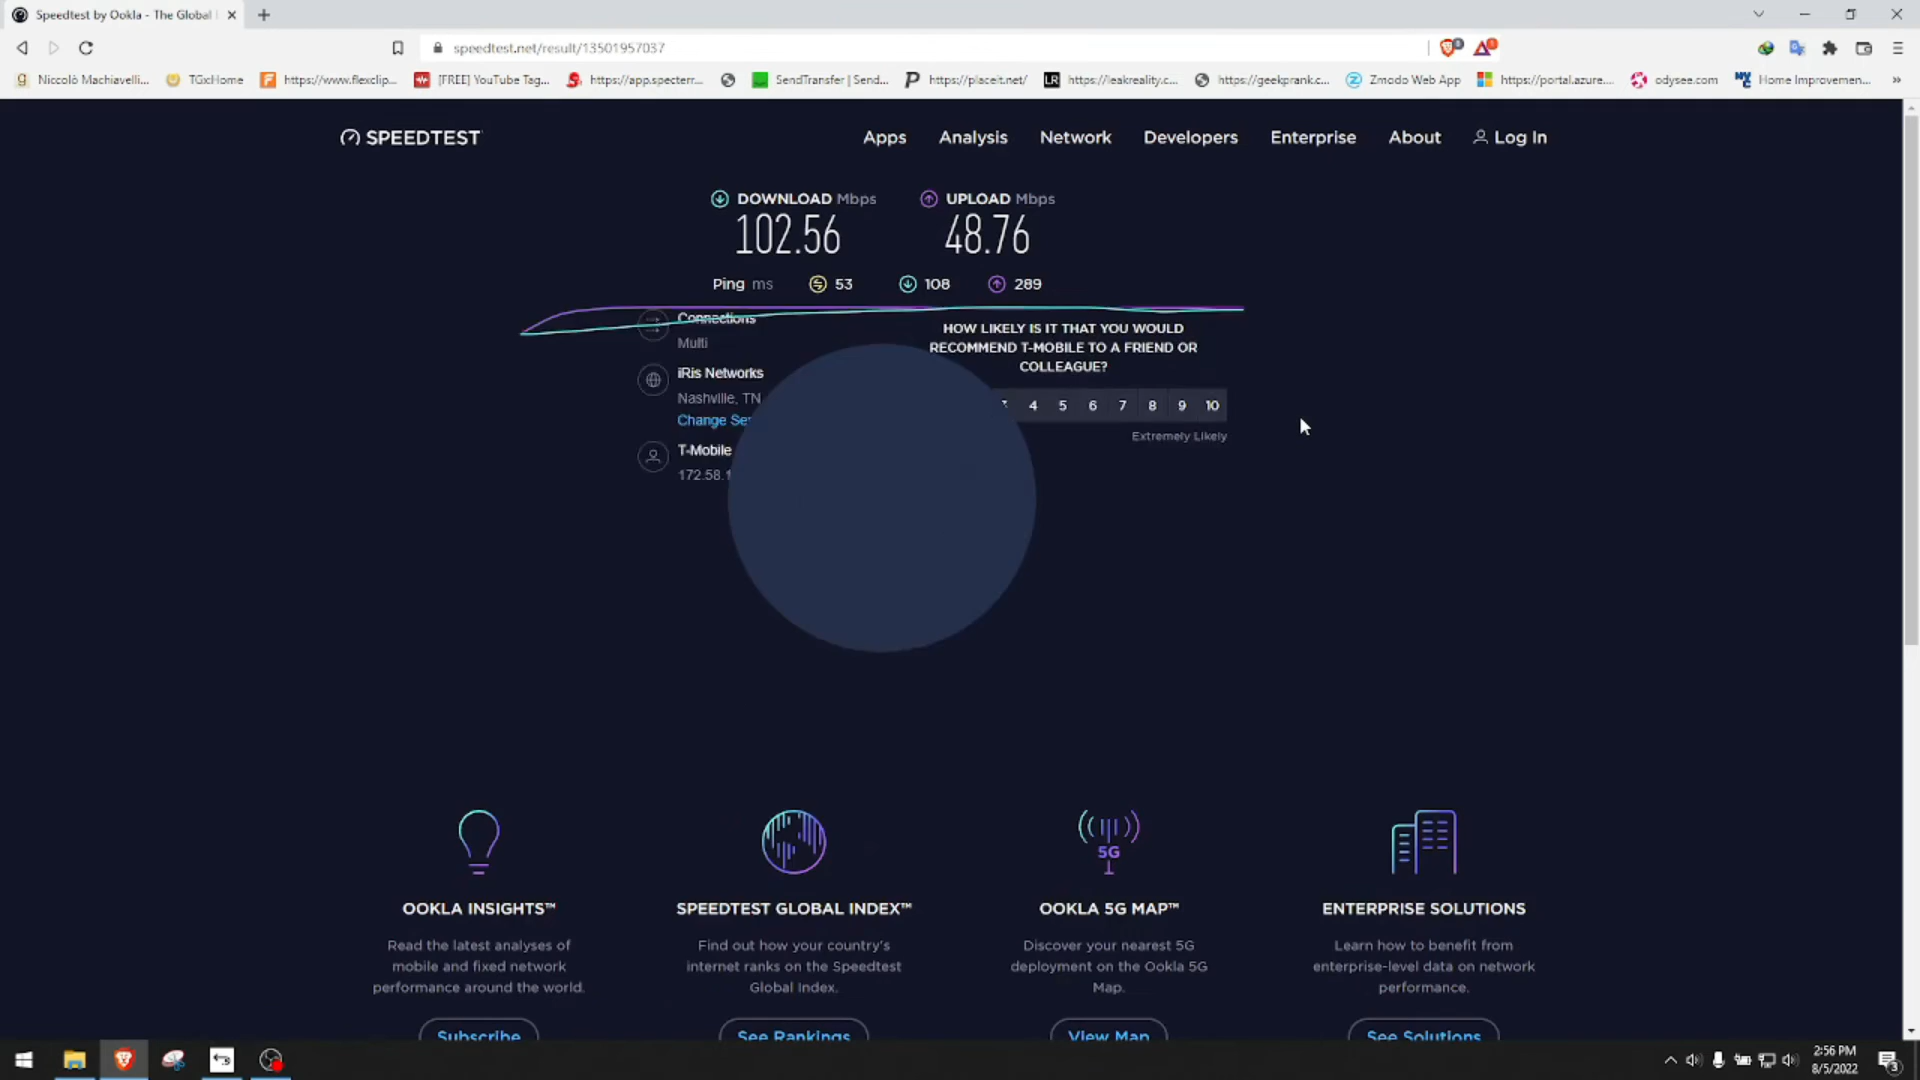 Speedtest by Ookla - The Global
speedtest.net/result/13501957037
Niccolò Machiavelli... TGxHome https://www.flexclip... [FREE] YouTube Tag... https://app.specterr... SendTransfer | Send... https://placeit.net/ https://leakreality.c... https://geekprank.c... Zmodo Web App https://portal.azure.... odysee.com Home Improvemen... »
SPEEDTEST Apps Analysis Network Developers Enterprise About Log In
DOWNLOAD Mbps UPLOAD Mbps
102.56 48.76
Ping ms 53 108 289
Connections
Multi
iRis Networks
Nashville, TN
Change
T-Mobile
172.58.1
HOW LIKELY IS IT THAT YOU WOULD
RECOMMEND T-MOBILE TO A FRIEND OR
COLLEAGUE?
4 5 6 7 8 9 10
Extremely Likely
5G
OOKLA INSIGHTS™
Read the latest analyses of
mobile and fixed network
performance around the world.
Subscribe
SPEEDTEST GLOBAL INDEX™
Find out how your country's
internet ranks on the Speedtest
Global Index.
See Rankings
OOKLA 5G MAP™
Discover your nearest 5G
deployment on the Ookla 5G
Map.
View Map
ENTERPRISE SOLUTIONS
Learn how to benefit from
enterprise-level data on network
performance.
See Solutions
2:56 PM
8/5/2022
3